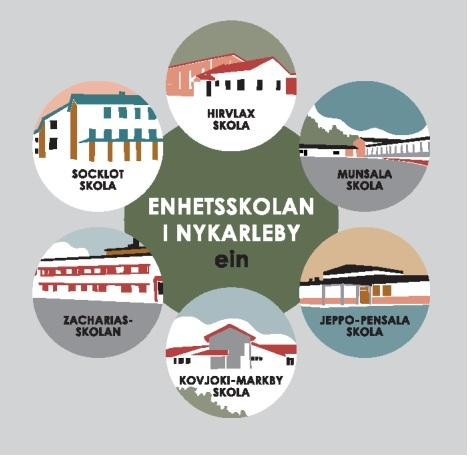 HIRVLAX
SKOLA
SOCKLOT
SKOLA
MUNSALA
SKOLA
ENHETSSKOLAN
I NYKARLEBY
ein
ZACHARIAS-
SKOLAN
JEPPO-PENSALA
SKOLA
KOVJOKI-MARKBY
SKOLA